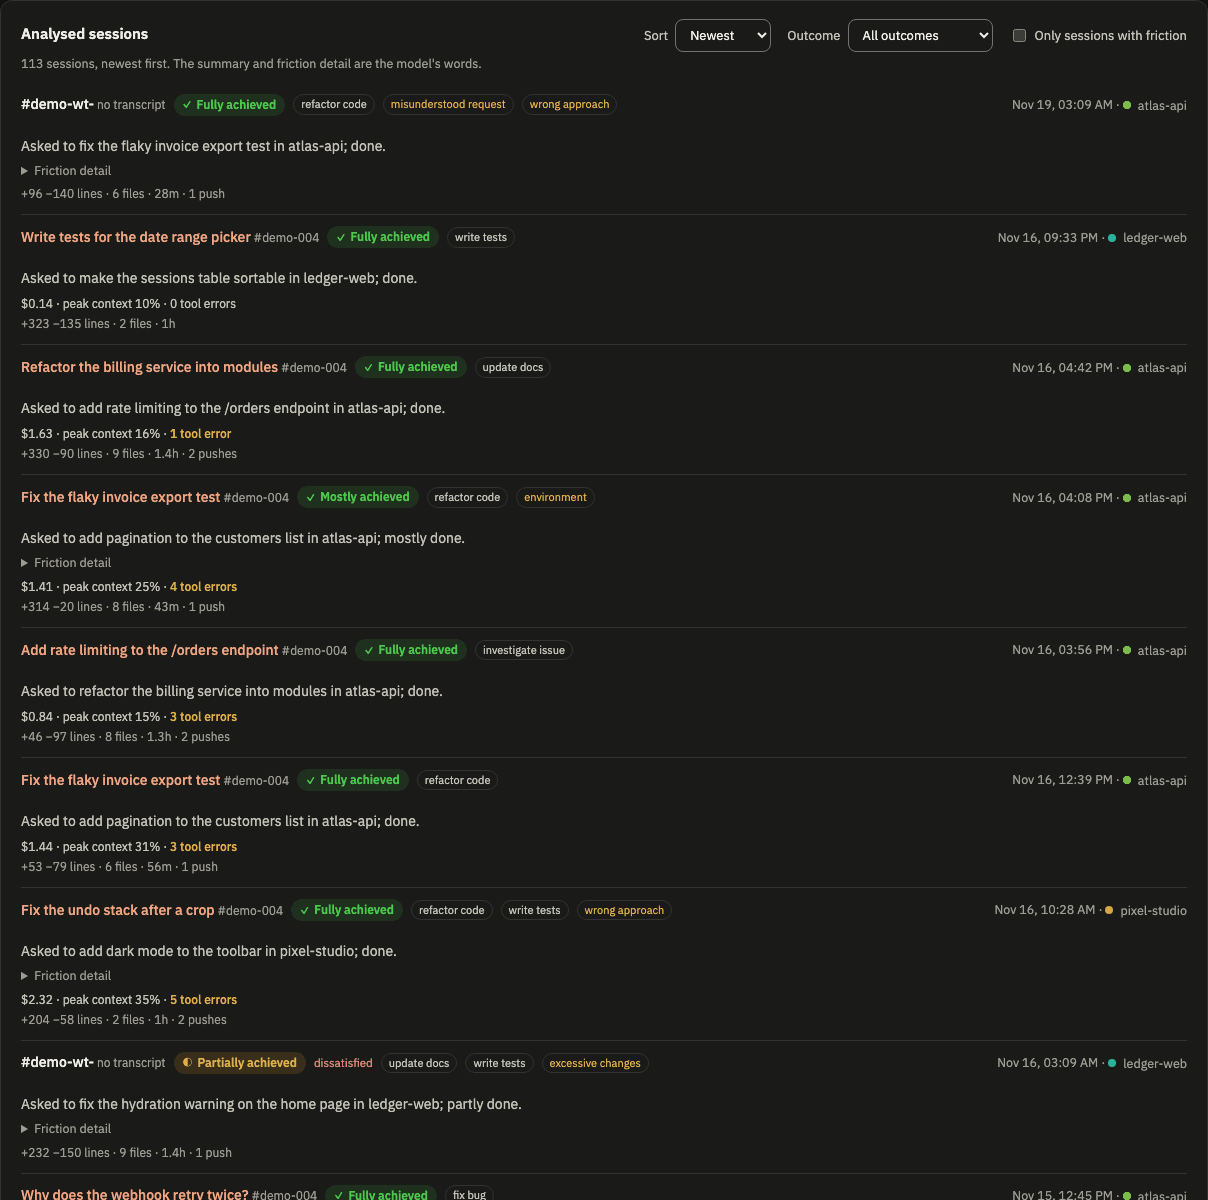 Analysed sessions
Sort Newest Outcome All outcomes Only sessions with friction
113 sessions, newest first. The summary and friction detail are the model's words.
#demo-wt- no transcript ✓ Fully achieved refactor code misunderstood request wrong approach Nov 19, 03:09 AM · atlas-api
Asked to fix the flaky invoice export test in atlas-api; done.
▶ Friction detail
+96 −140 lines · 6 files · 28m · 1 push
Write tests for the date range picker #demo-004 ✓ Fully achieved write tests Nov 16, 09:33 PM · ledger-web
Asked to make the sessions table sortable in ledger-web; done.
$0.14 · peak context 10% · 0 tool errors
+323 −135 lines · 2 files · 1h
Refactor the billing service into modules #demo-004 ✓ Fully achieved update docs Nov 16, 04:42 PM · atlas-api
Asked to add rate limiting to the /orders endpoint in atlas-api; done.
$1.63 · peak context 16% · 1 tool error
+330 −90 lines · 9 files · 1.4h · 2 pushes
Fix the flaky invoice export test #demo-004 ✓ Mostly achieved refactor code environment Nov 16, 04:08 PM · atlas-api
Asked to add pagination to the customers list in atlas-api; mostly done.
▶ Friction detail
$1.41 · peak context 25% · 4 tool errors
+314 −20 lines · 8 files · 43m · 1 push
Add rate limiting to the /orders endpoint #demo-004 ✓ Fully achieved investigate issue Nov 16, 03:56 PM · atlas-api
Asked to refactor the billing service into modules in atlas-api; done.
$0.84 · peak context 15% · 3 tool errors
+46 −97 lines · 8 files · 1.3h · 2 pushes
Fix the flaky invoice export test #demo-004 ✓ Fully achieved refactor code Nov 16, 12:39 PM · atlas-api
Asked to add pagination to the customers list in atlas-api; done.
$1.44 · peak context 31% · 3 tool errors
+53 −79 lines · 6 files · 56m · 1 push
Fix the undo stack after a crop #demo-004 ✓ Fully achieved refactor code write tests wrong approach Nov 16, 10:28 AM · pixel-studio
Asked to add dark mode to the toolbar in pixel-studio; done.
▶ Friction detail
$2.32 · peak context 35% · 5 tool errors
+204 −58 lines · 2 files · 1h · 2 pushes
#demo-wt- no transcript Partially achieved dissatisfied update docs write tests excessive changes Nov 16, 03:09 AM · ledger-web
Asked to fix the hydration warning on the home page in ledger-web; partly done.
▶ Friction detail
+232 −150 lines · 9 files · 1.4h · 1 push
Why does the webhook retry twice? #demo-004 ✓ Fully achieved fix bug Nov 15, 12:45 PM · atlas-api